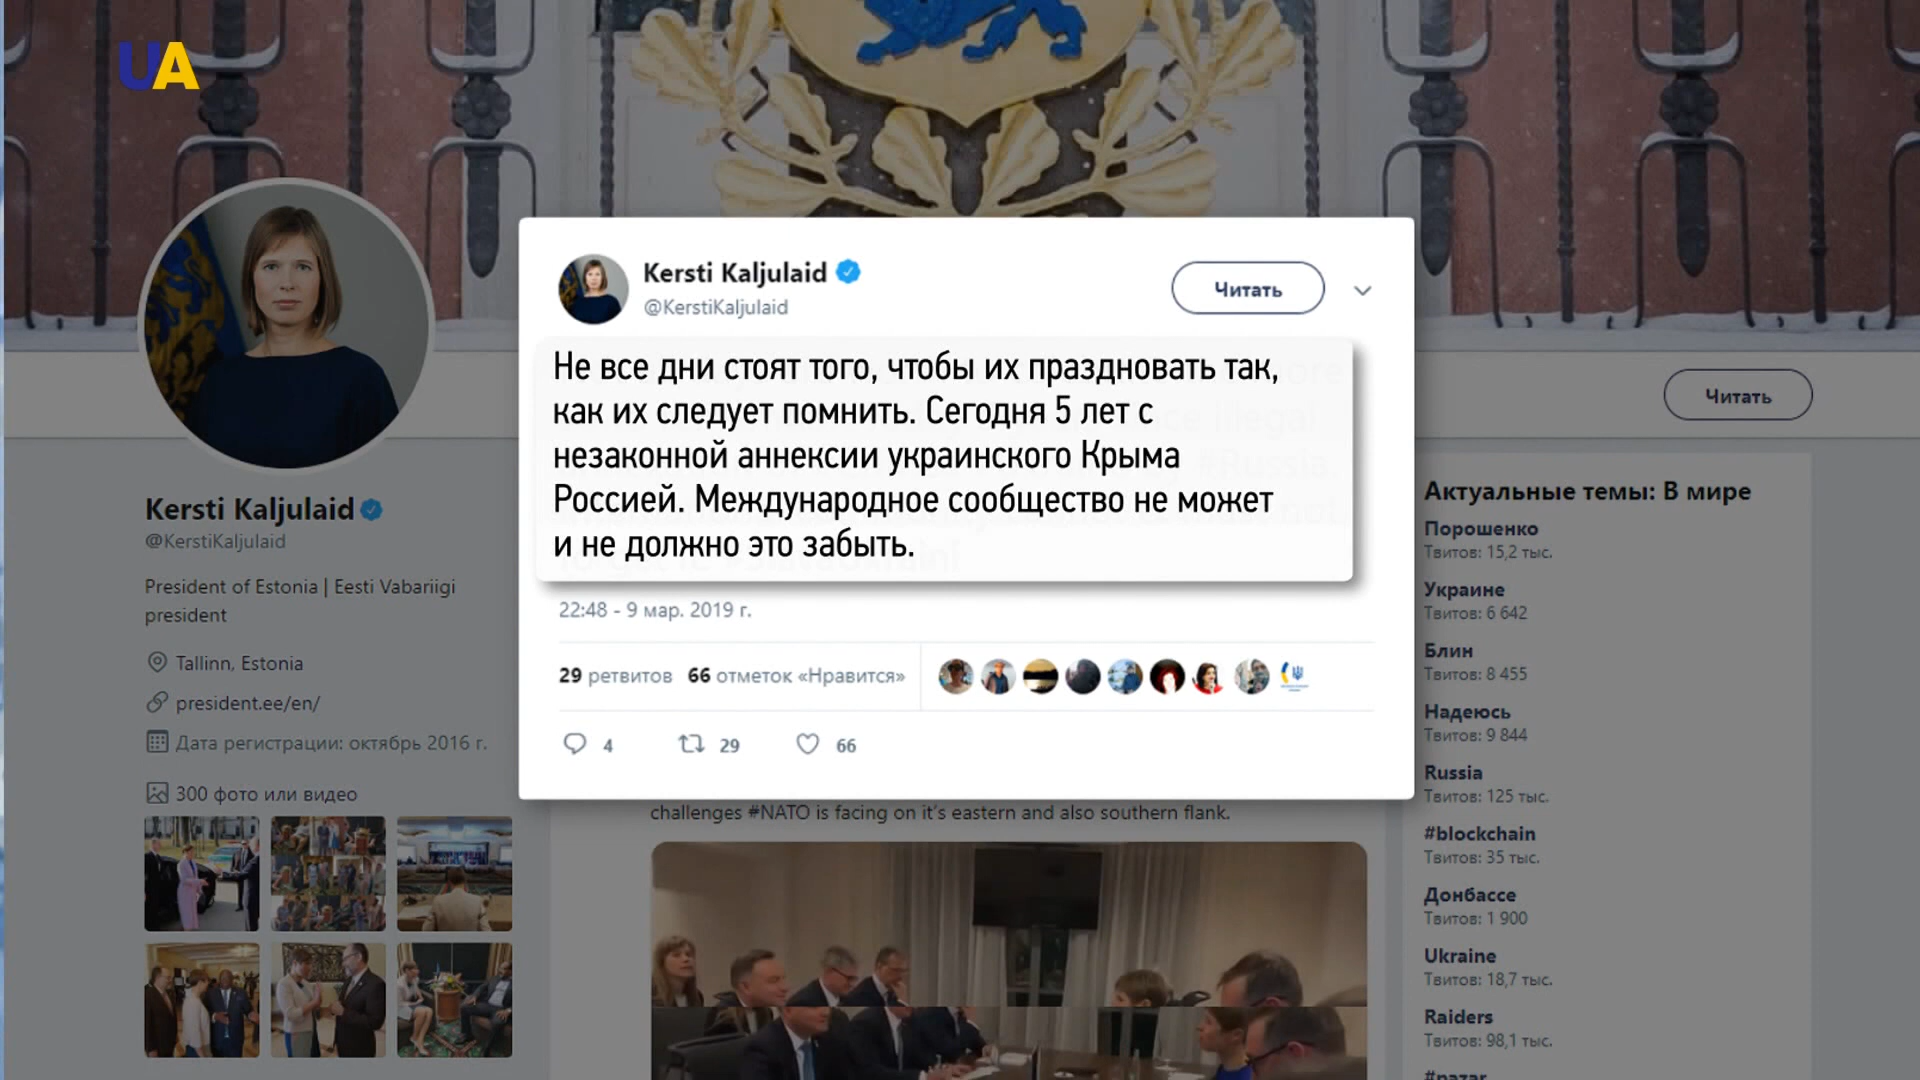 UA
Kersti Kaljulaid
@KerstiKaljulaid
Читать
Не все дни стоят того, чтобы их праздновать так,
как их следует помнить. Сегодня 5 лет с
незаконной аннексии украинского Крыма
Россией. Международное сообщество не может
и не должно это забыть.
22:48 - 9 мар. 2019 г.
29 ретвитов 66 отметок «Нравится»
4 29 66
Kersti Kaljulaid
@KerstiKaljulaid
President of Estonia | Eesti Vabariigi
president
Tallinn, Estonia
president.ee/en/
Дата регистрации: октябрь 2016 г.
300 фото или видео
challenges #NATO is facing on it's eastern and also southern flank.
Читать
Актуальные темы: В мире
Порошенко
Твитов: 15,2 тыс.
Украине
Твитов: 6 642
Блин
Твитов: 8 455
Надеюсь
Твитов: 9 844
Russia
Твитов: 125 тыс.
#blockchain
Твитов: 35 тыс.
Донбассе
Твитов: 1 900
Ukraine
Твитов: 18,7 тыс.
Raiders
Твитов: 98,1 тыс.